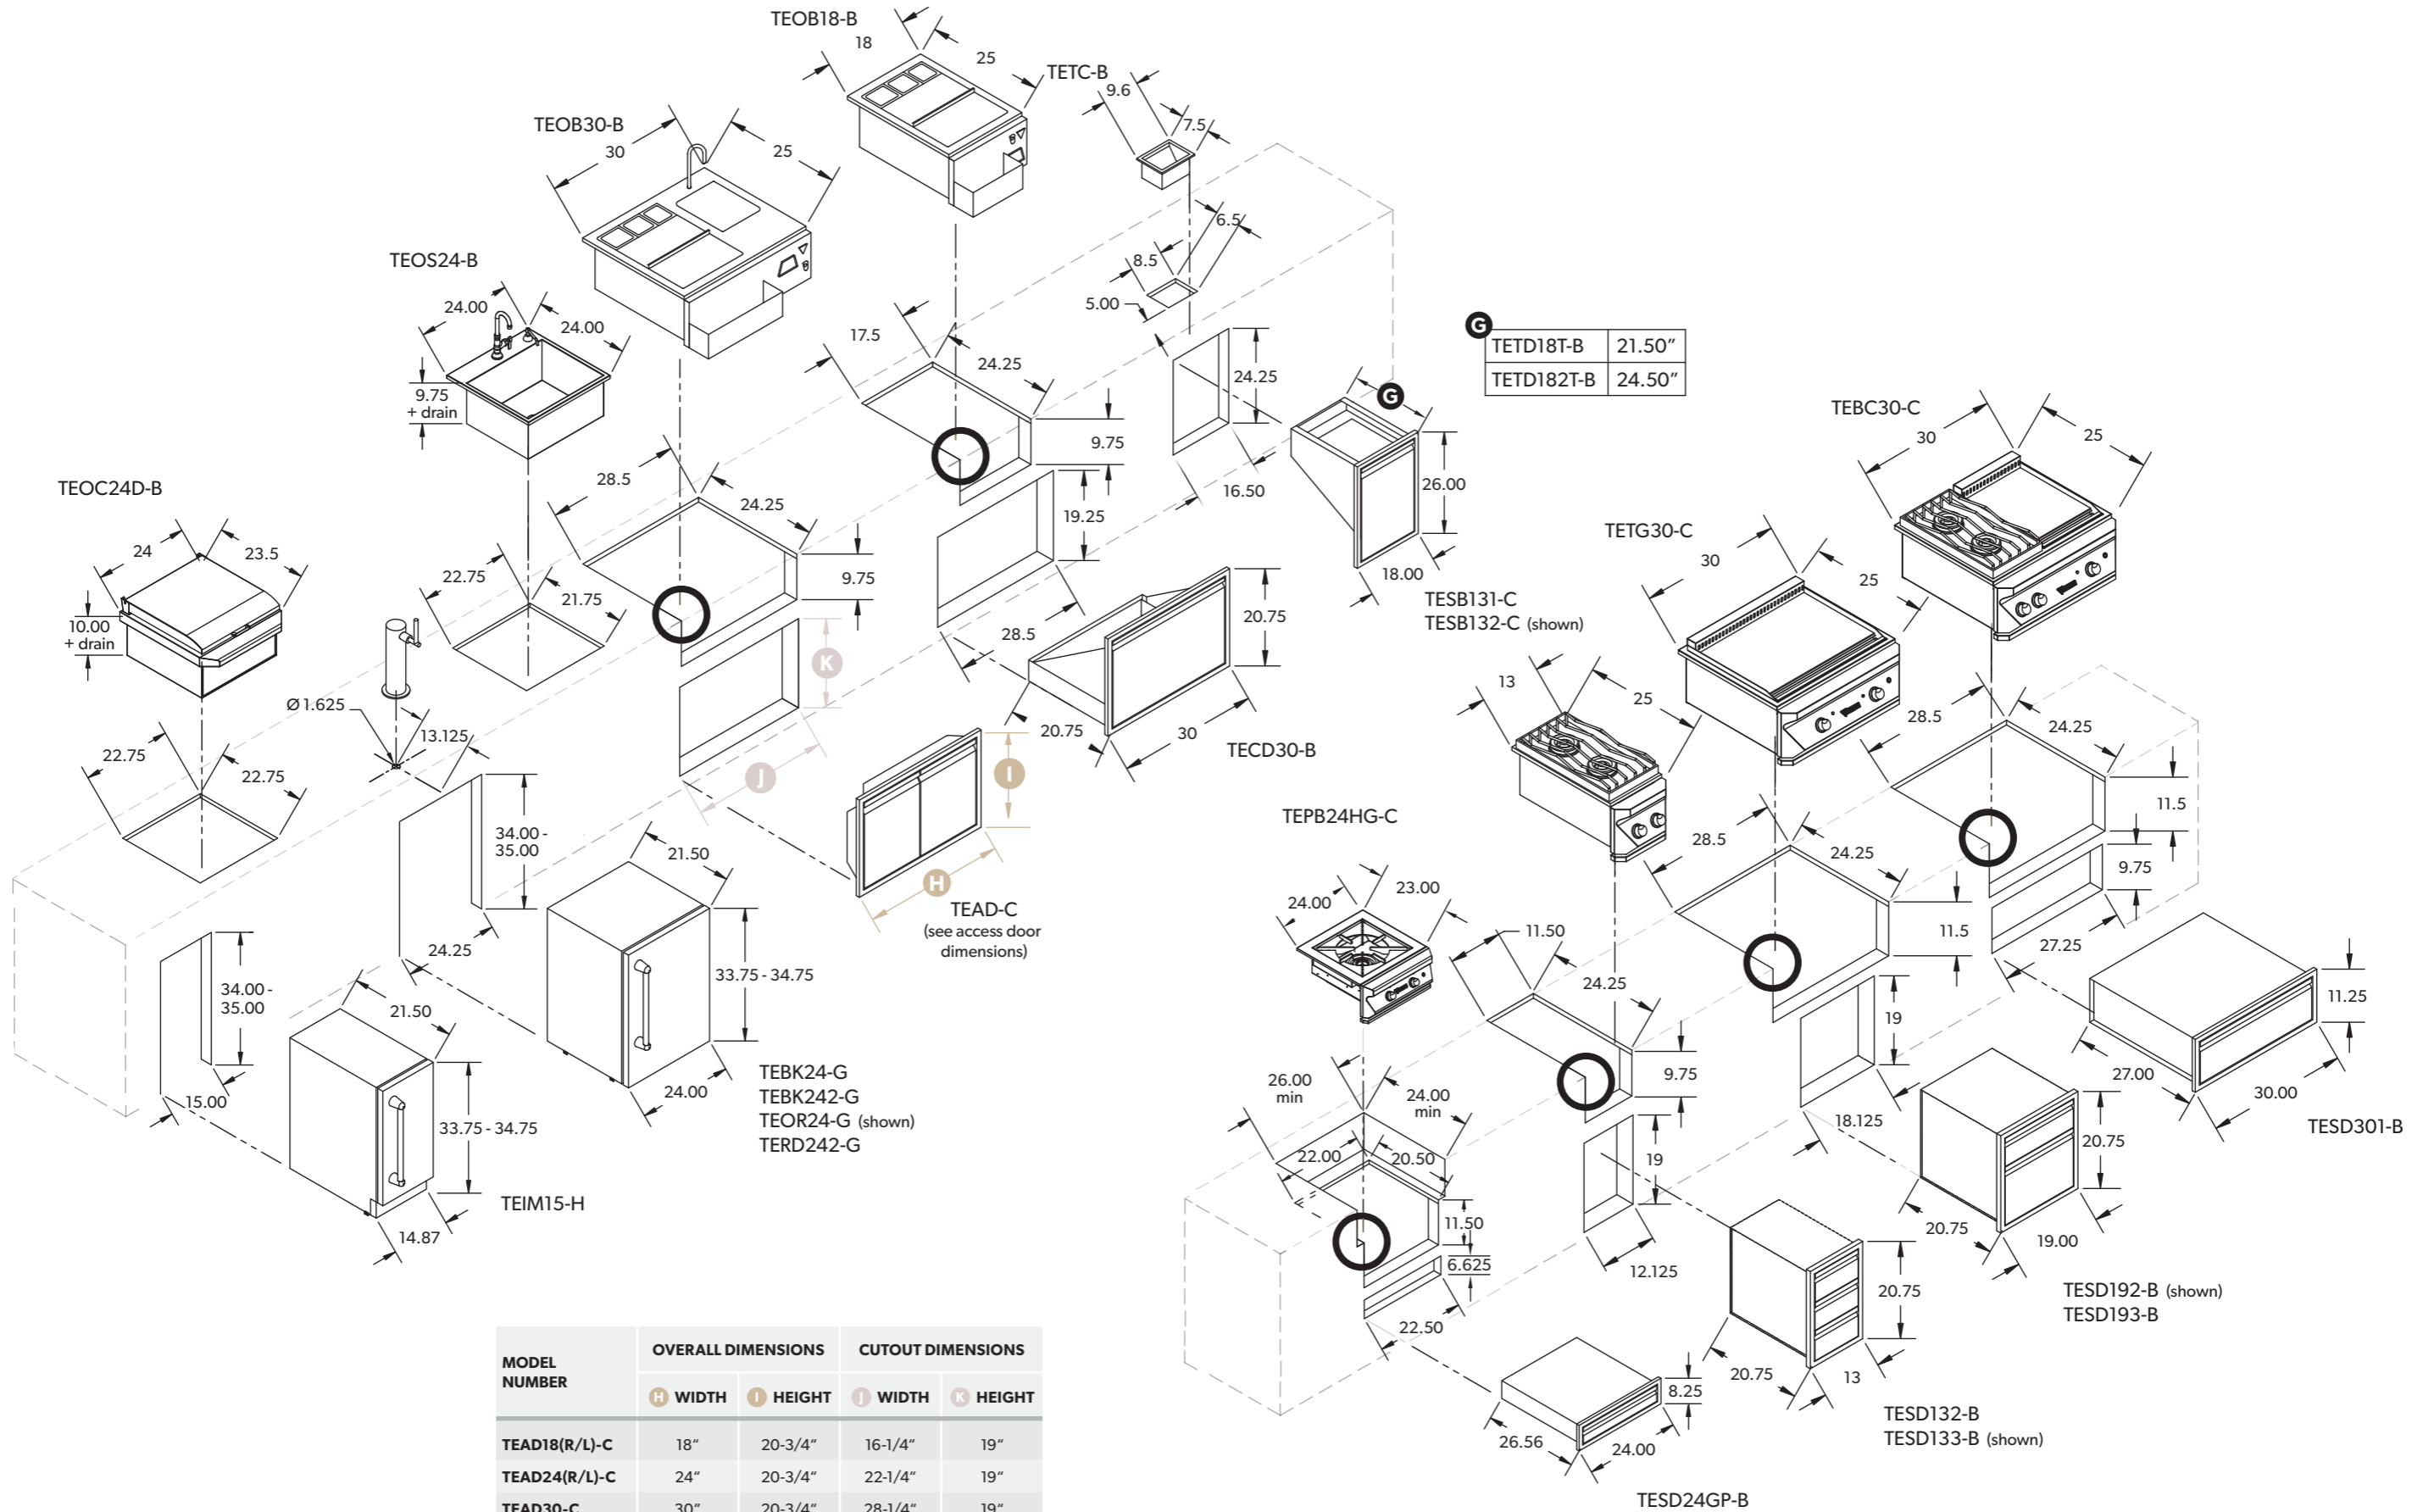 TEOB18-B
18
25
TETC-B
9.6
7.5
TEOB30-B
30
25
6.5
8.5
5.00
TEOS24-B
24.00
24.00
9.75
+ drain
17.5
24.25
24.25
9.75
G
16.50
26.00
18.00
G
TETD18T-B 21.50”
TETD182T-B 24.50”
TEOC24D-B
24
23.5
10.00
+ drain
22.75
21.75
28.5
24.25
9.75
19.25
28.5
20.75
20.75
30
TECD30-B
Ø 1.625
13.125
22.75
22.75
K
J
I
H
TEAD-C
(see access door
dimensions)
34.00 -
35.00
24.25
21.50
33.75 - 34.75
24.00
TEBK24-G
TEBK242-G
TEOR24-G (shown)
TERD242-G
34.00 -
35.00
15.00
21.50
33.75 - 34.75
14.87
TEIM15-H
TEBC30-C
30
25
TETG30-C
30
25
TESB131-C
TESB132-C (shown)
13
25
TEPB24HG-C
24.00
23.00
28.5
24.25
11.5
9.75
27.25
28.5
24.25
11.5
19
18.125
11.50
24.25
9.75
19
12.125
26.00
min
24.00
min
22.00
20.50
11.50
6.625
22.50
11.25
27.00
30.00
TESD301-B
20.75
20.75
19.00
TESD192-B (shown)
TESD193-B
20.75
20.75
13
TESD132-B
TESD133-B (shown)
8.25
26.56
24.00
TESD24GP-B
MODEL
NUMBER
OVERALL DIMENSIONS CUTOUT DIMENSIONS
H WIDTH I HEIGHT J WIDTH K HEIGHT
TEAD18(R/L)-C 18“ 20-3/4“ 16-1/4“ 19“
TEAD24(R/L)-C 24“ 20-3/4“ 22-1/4“ 19“
TEAD30-C 30“ 20-3/4“ 28-1/4“ 19“